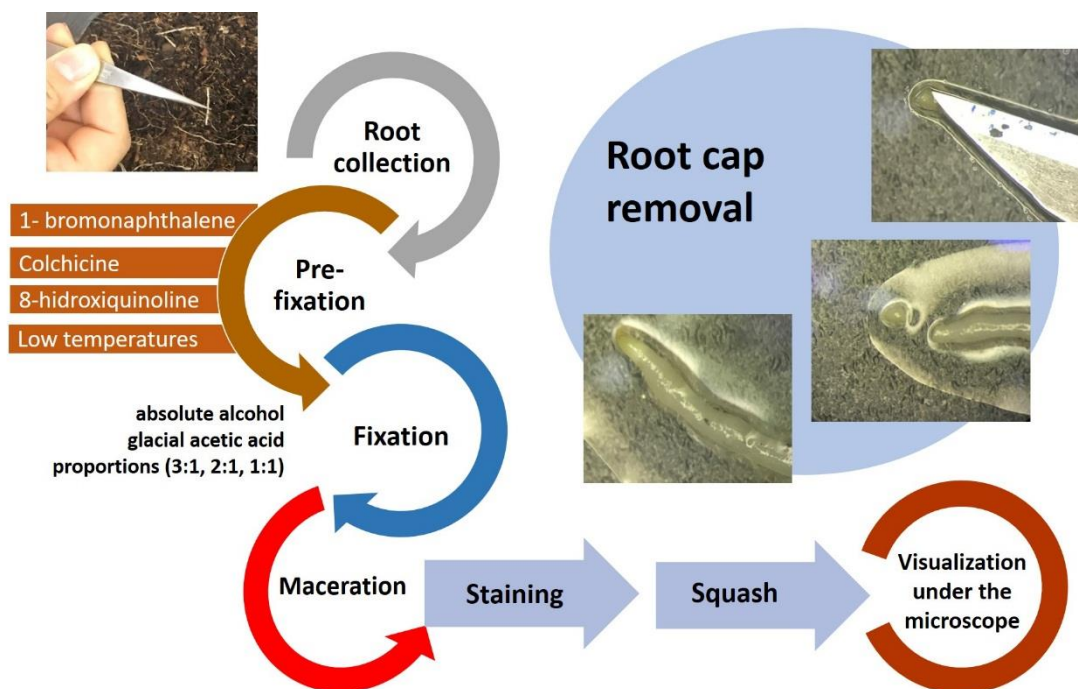 Root
collection
Root cap
removal
1- bromonaphthalene
Colchicine
8-hidroxiquinoline
Low temperatures
Pre-
fixation
absolute alcohol
glacial acetic acid
proportions (3:1, 2:1, 1:1)
Fixation
Maceration
Staining
Squash
Visualization
under the
microscope